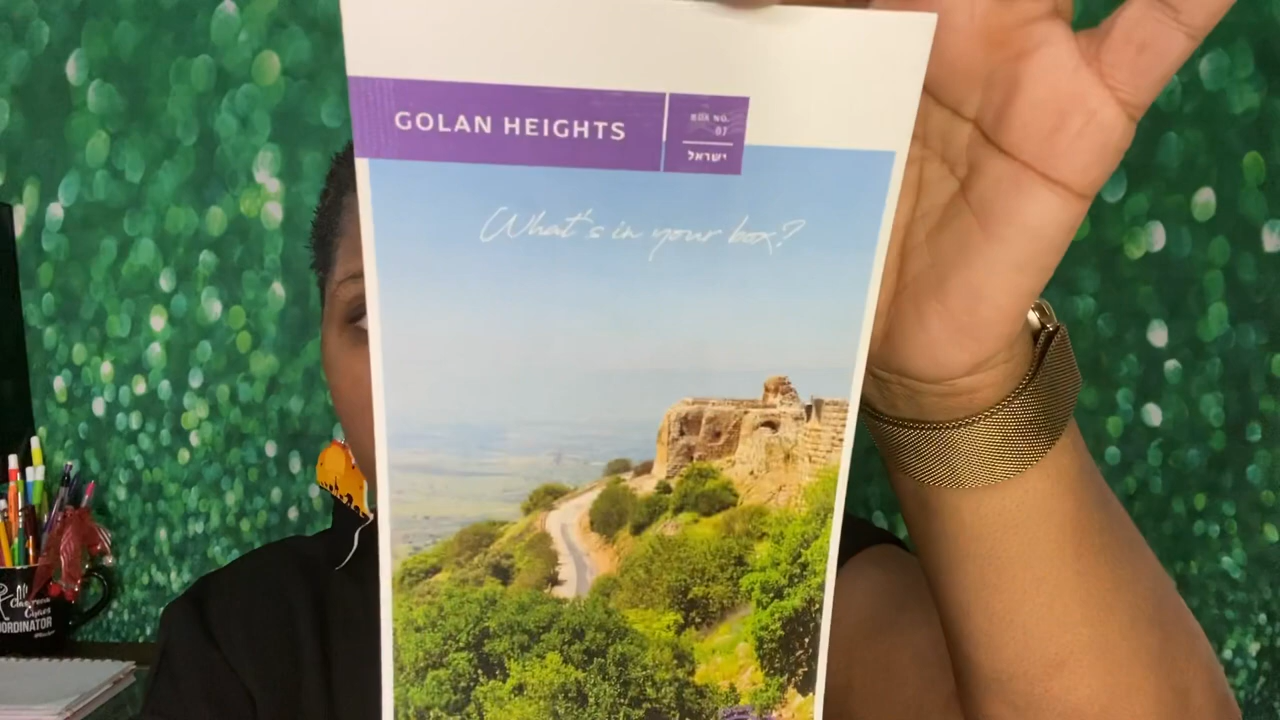 GOLAN HEIGHTS
BOX NO.
07
ישראל
What's in your box?
COORDINATOR